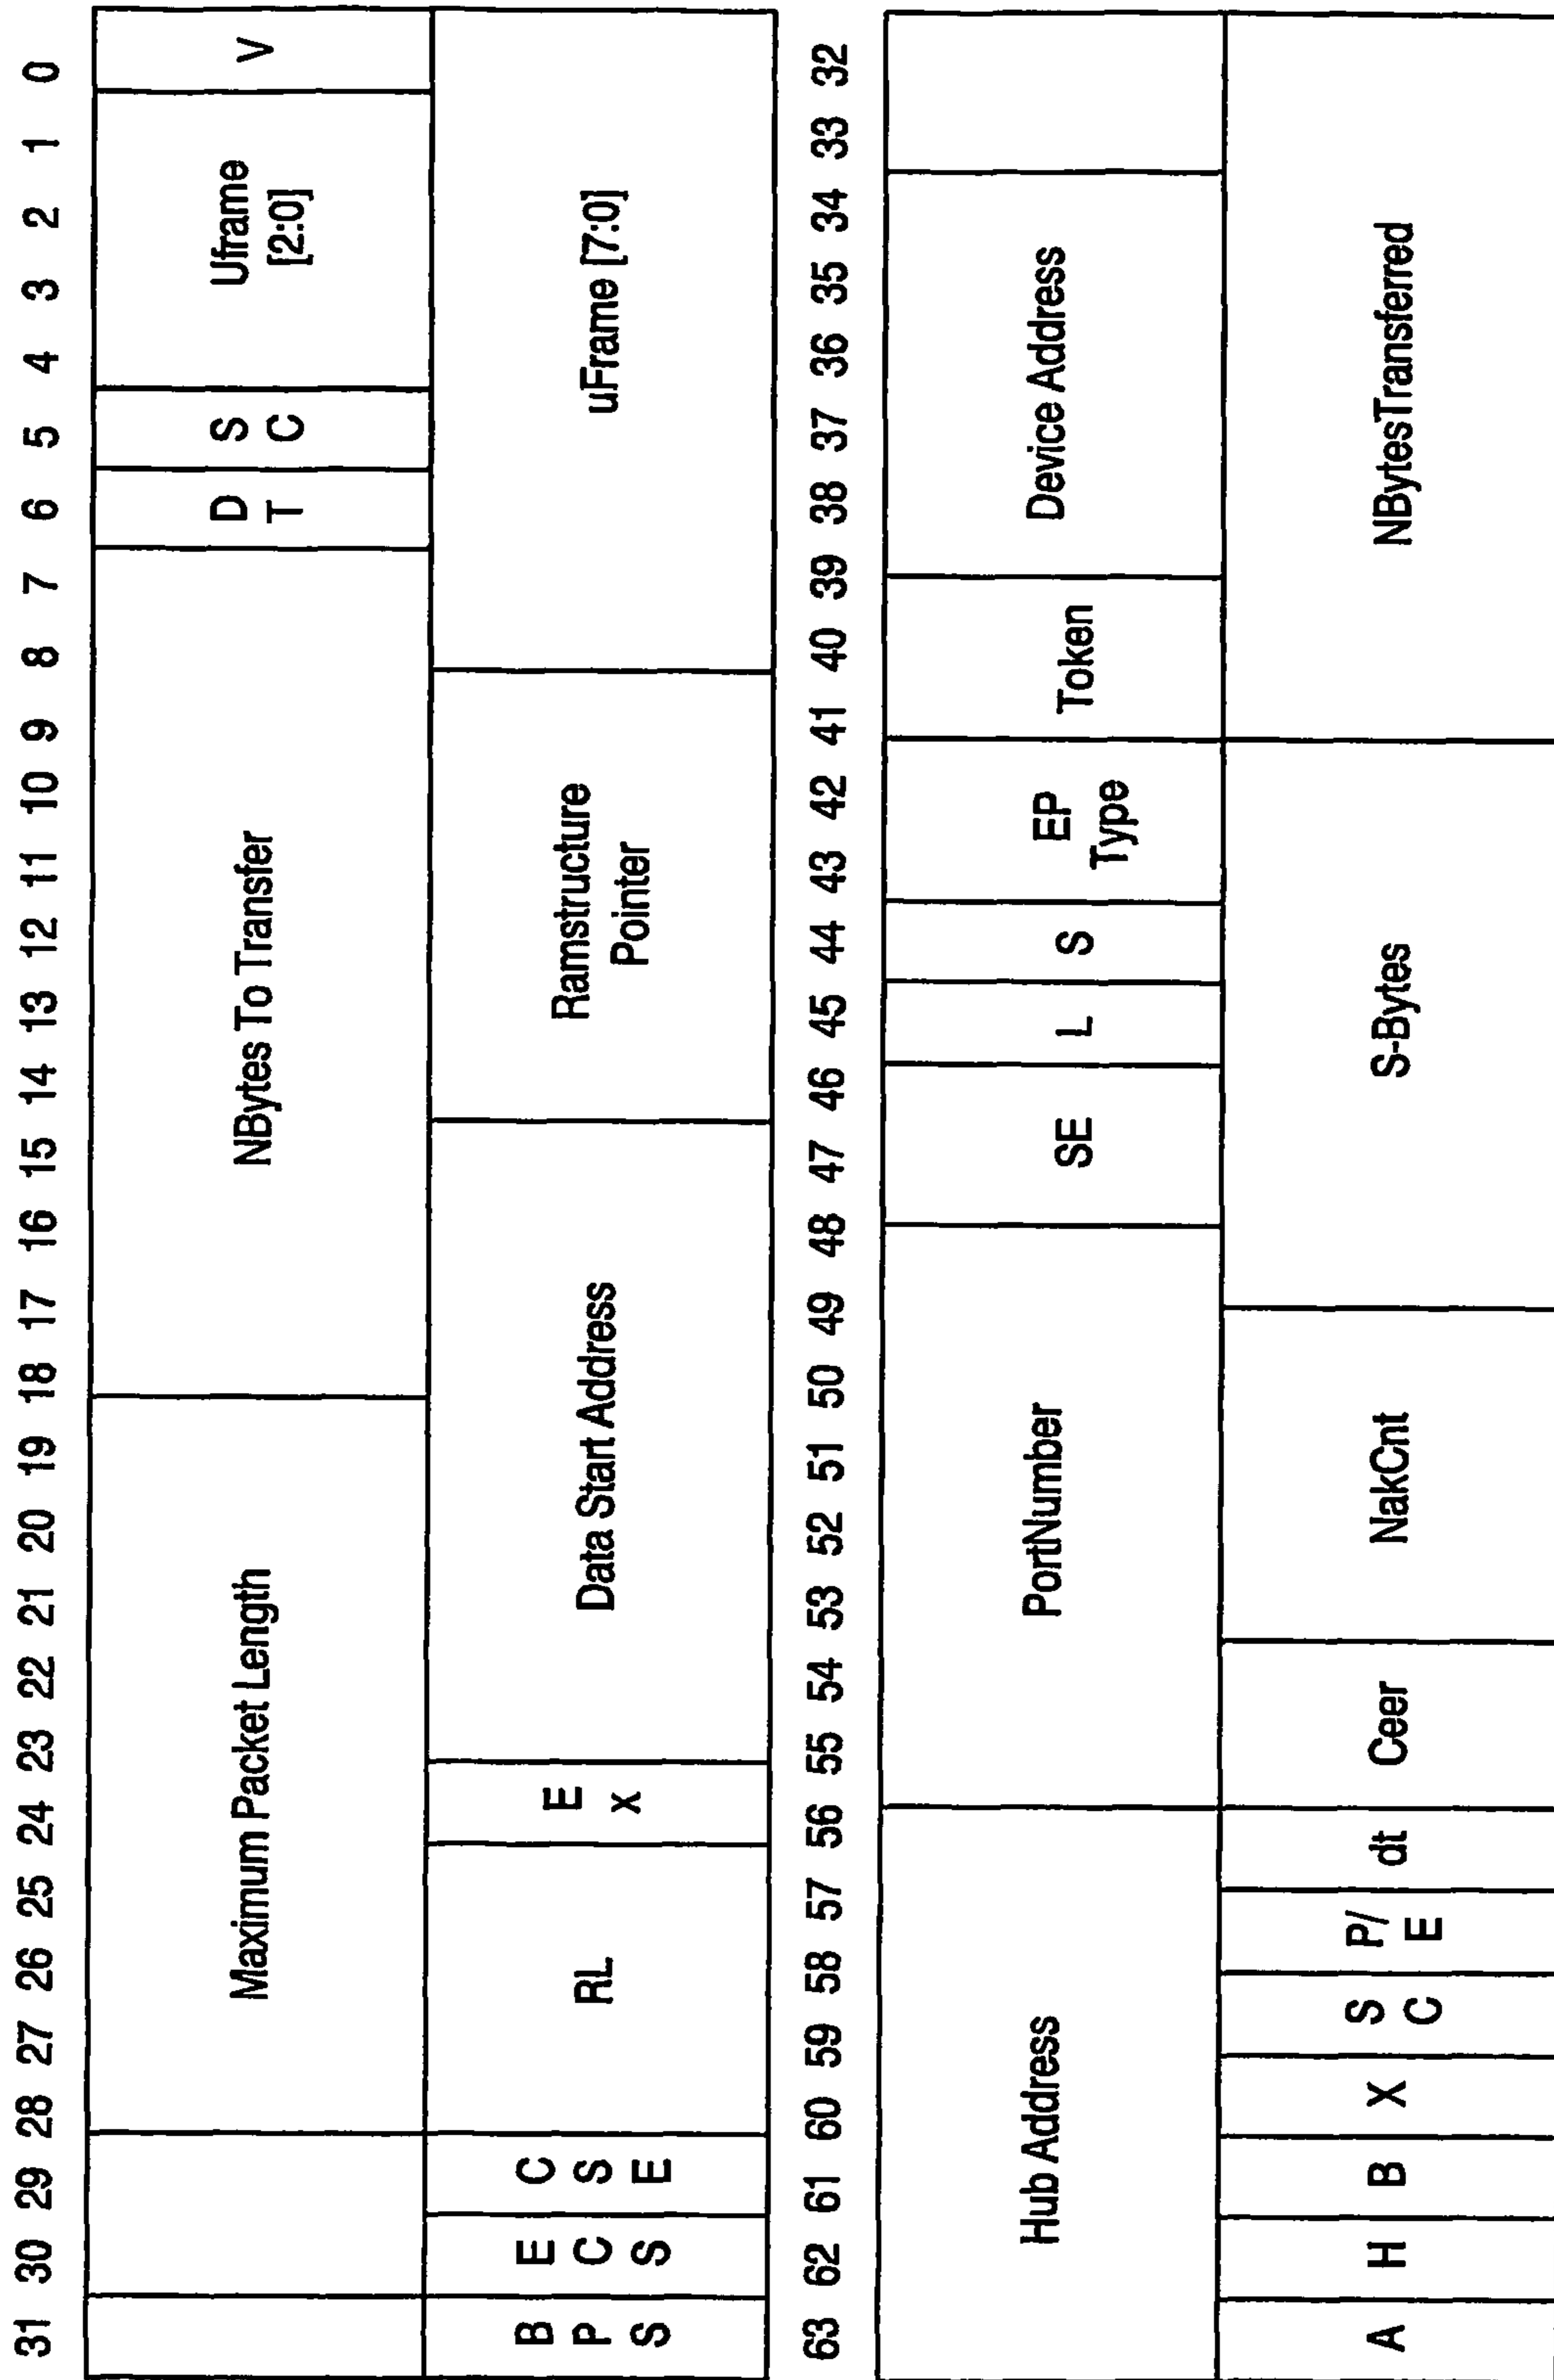 31 30 29 28 27 26 25 24 23 22 21 20 19 18 17 16 15 14 13 12 11 10 9 8 7 6 5 4 3 2 1 0
Maximum Packet Length
NBytes To Transfer
D
T
S
C
Uframe
[2:0]
V
B
P
S
E
C
S
C
S
E
RL
E
x
Data Start Address
Ramstructure
Pointer
uFrame [7:0]
63 62 61 60 59 58 57 56 55 54 53 52 51 50 49 48 47 46 45 44 43 42 41 40 39 38 37 36 35 34 33 32
Hub Address
PortNumber
SE
L
S
EP
Type
Token
Device Address
A
H
B
X
S
C
P/
E
dt
Ceer
NakCnt
S-Bytes
NBytesTransferred